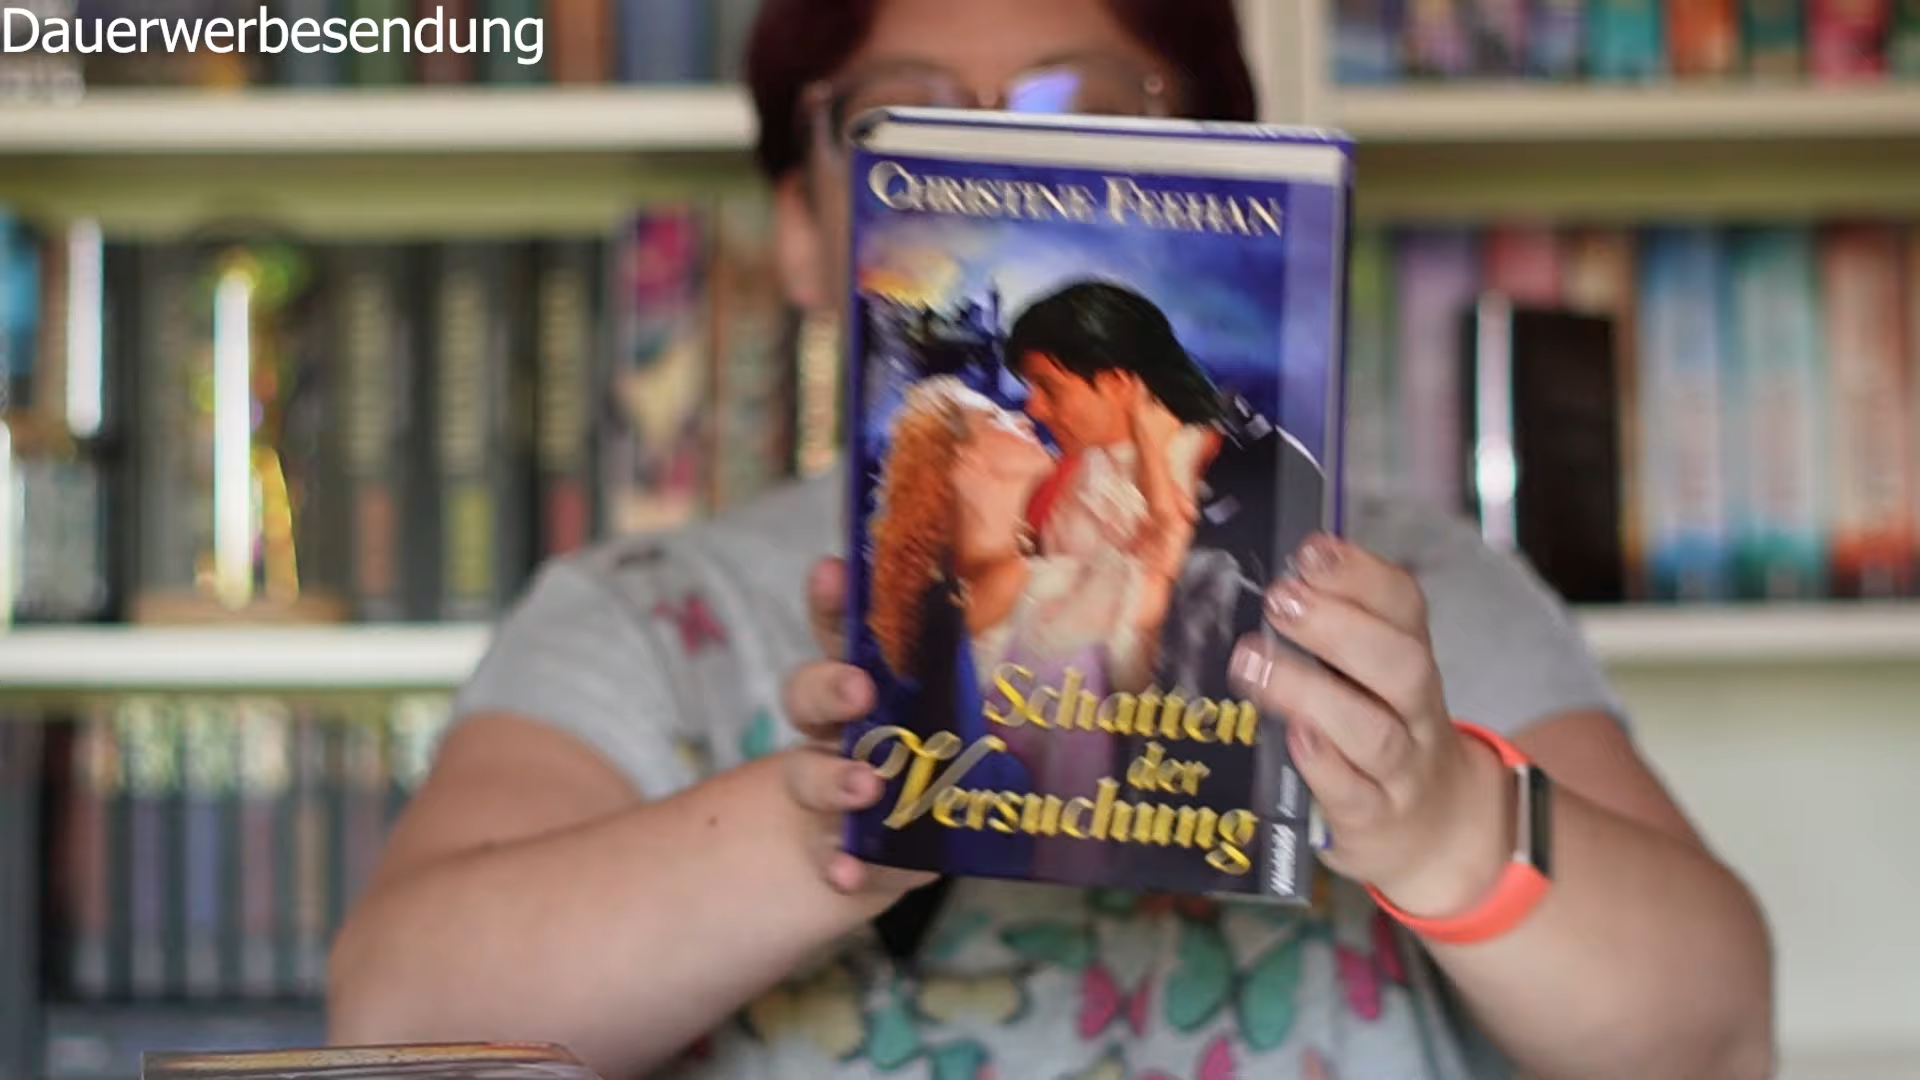 Dauerwerbesendung
CHRISTINE FEEHAN
Schatten
der
Versuchung